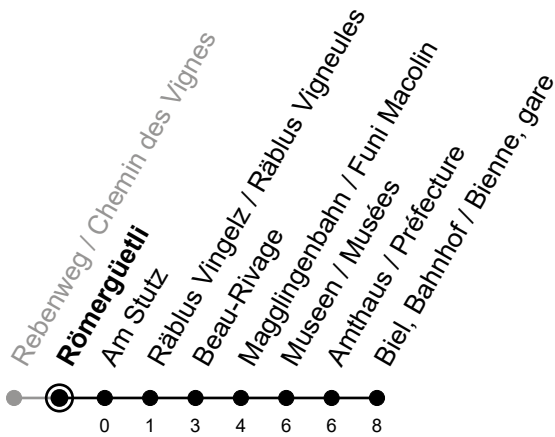 Rebenweg / Chemin des Vignes
Römergüetli
Am Stutz
Räblus Vingelz / Räblus Vigneules
Beau-Rivage
Magglingenbahn / Funi Macolin
Museen / Musées
Amthaus / Préfecture
Biel, Bahnhof / Bienne, gare
0 1 3 4 6 6 8